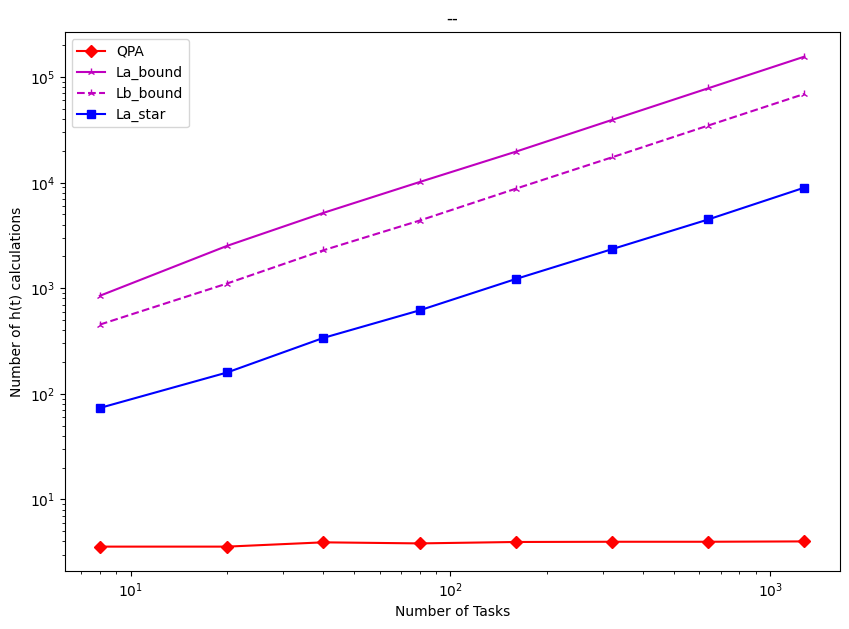 --
QPA
La_bound
Lb_bound
La_star
10^5
10^4
10^3
10^2
10^1
Number of h(t) calculations
10^1 10^2 10^3
Number of Tasks